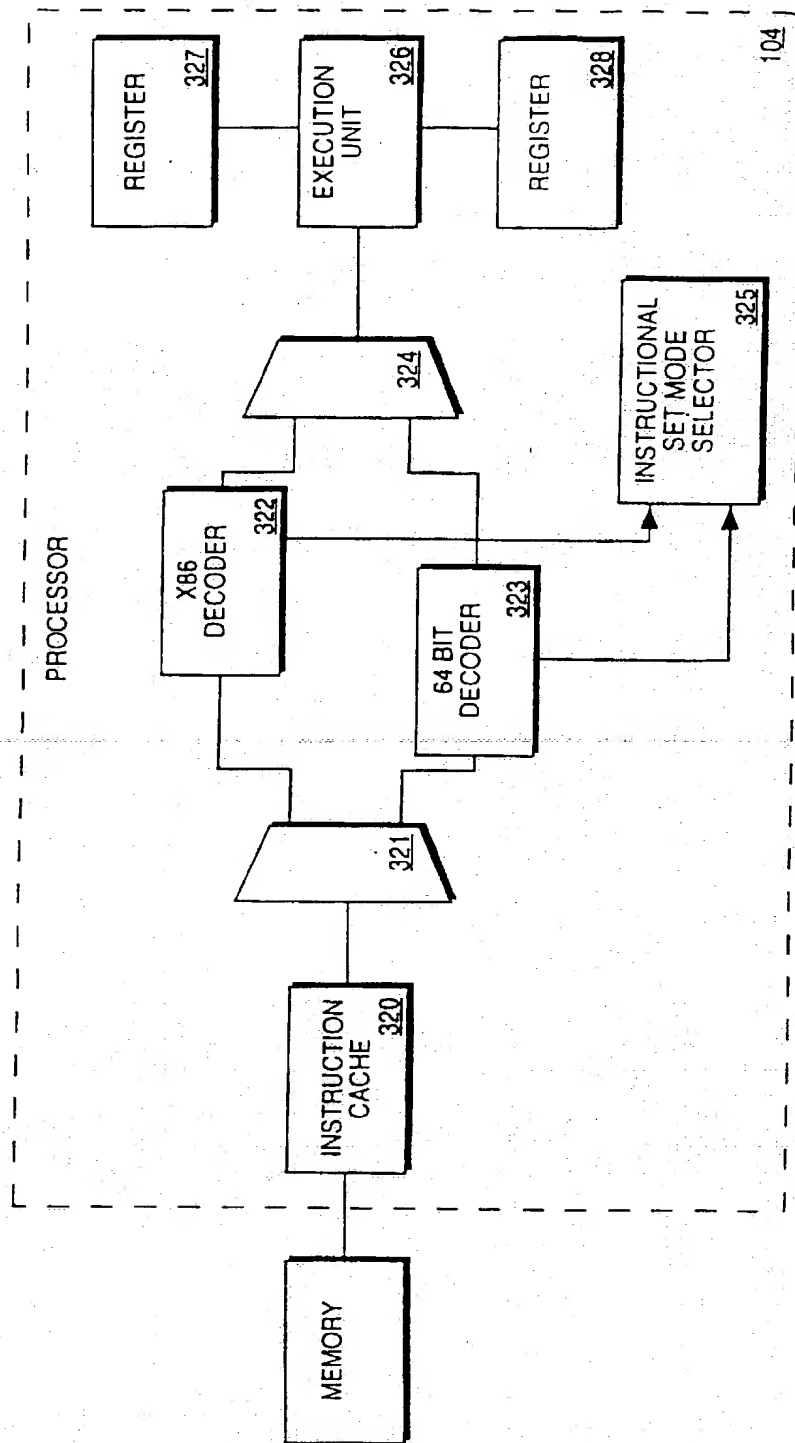 PROCESSOR
MEMORY
INSTRUCTION
CACHE
320
321
X86
DECODER
322
64 BIT
DECODER
323
324
INSTRUCTIONAL
SET MODE
SELECTOR
325
REGISTER
327
EXECUTION
UNIT
326
REGISTER
328
104